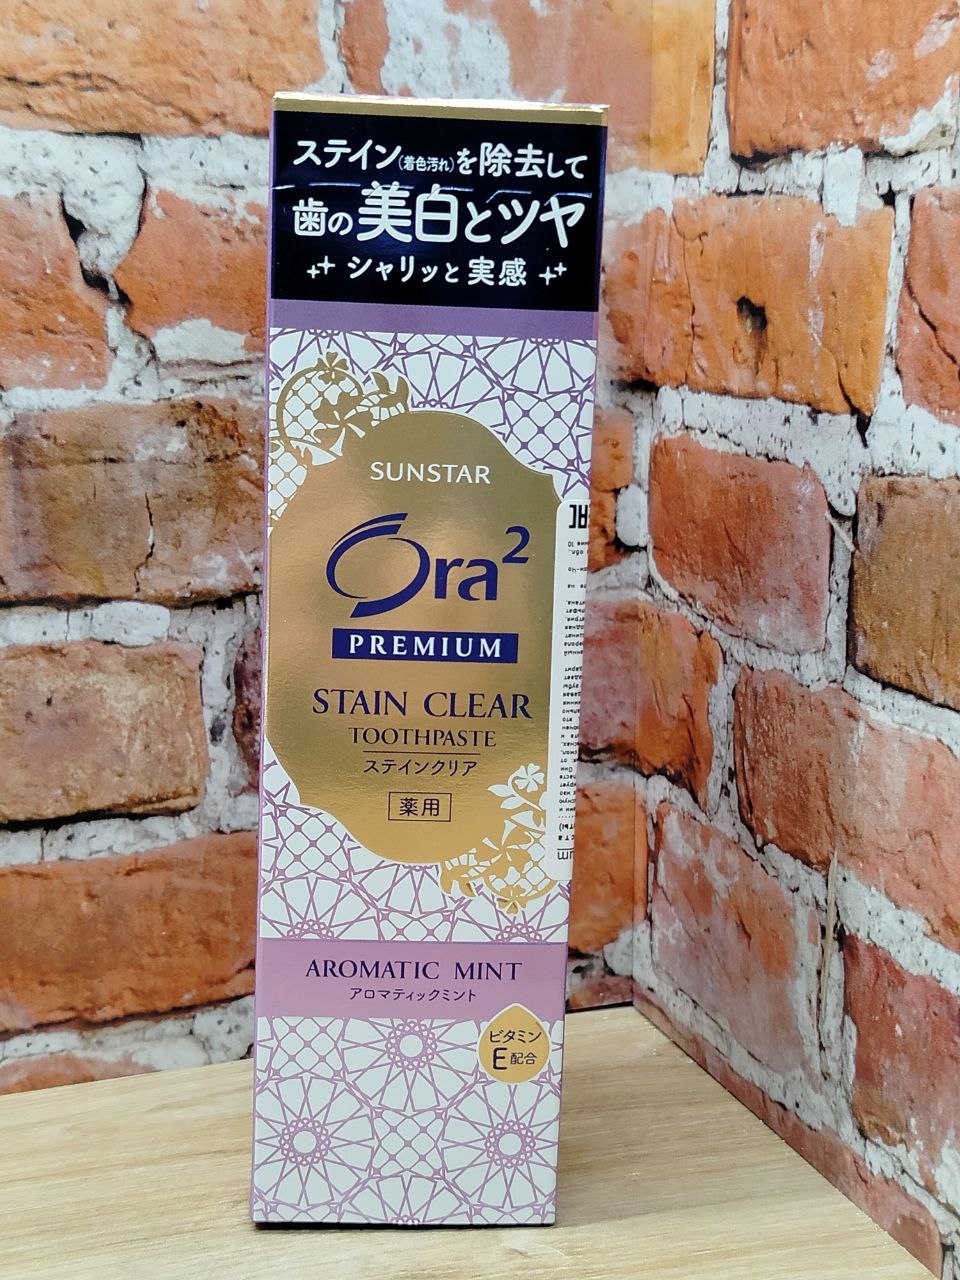 ステイン(着色汚れ)を除去して
歯の美白とツヤ
シャリッと実感
SUNSTAR
Ora²
PREMIUM
STAIN CLEAR
TOOTHPASTE
ステインクリア
薬用
AROMATIC MINT
アロマティックミント
ビタミン
E配合